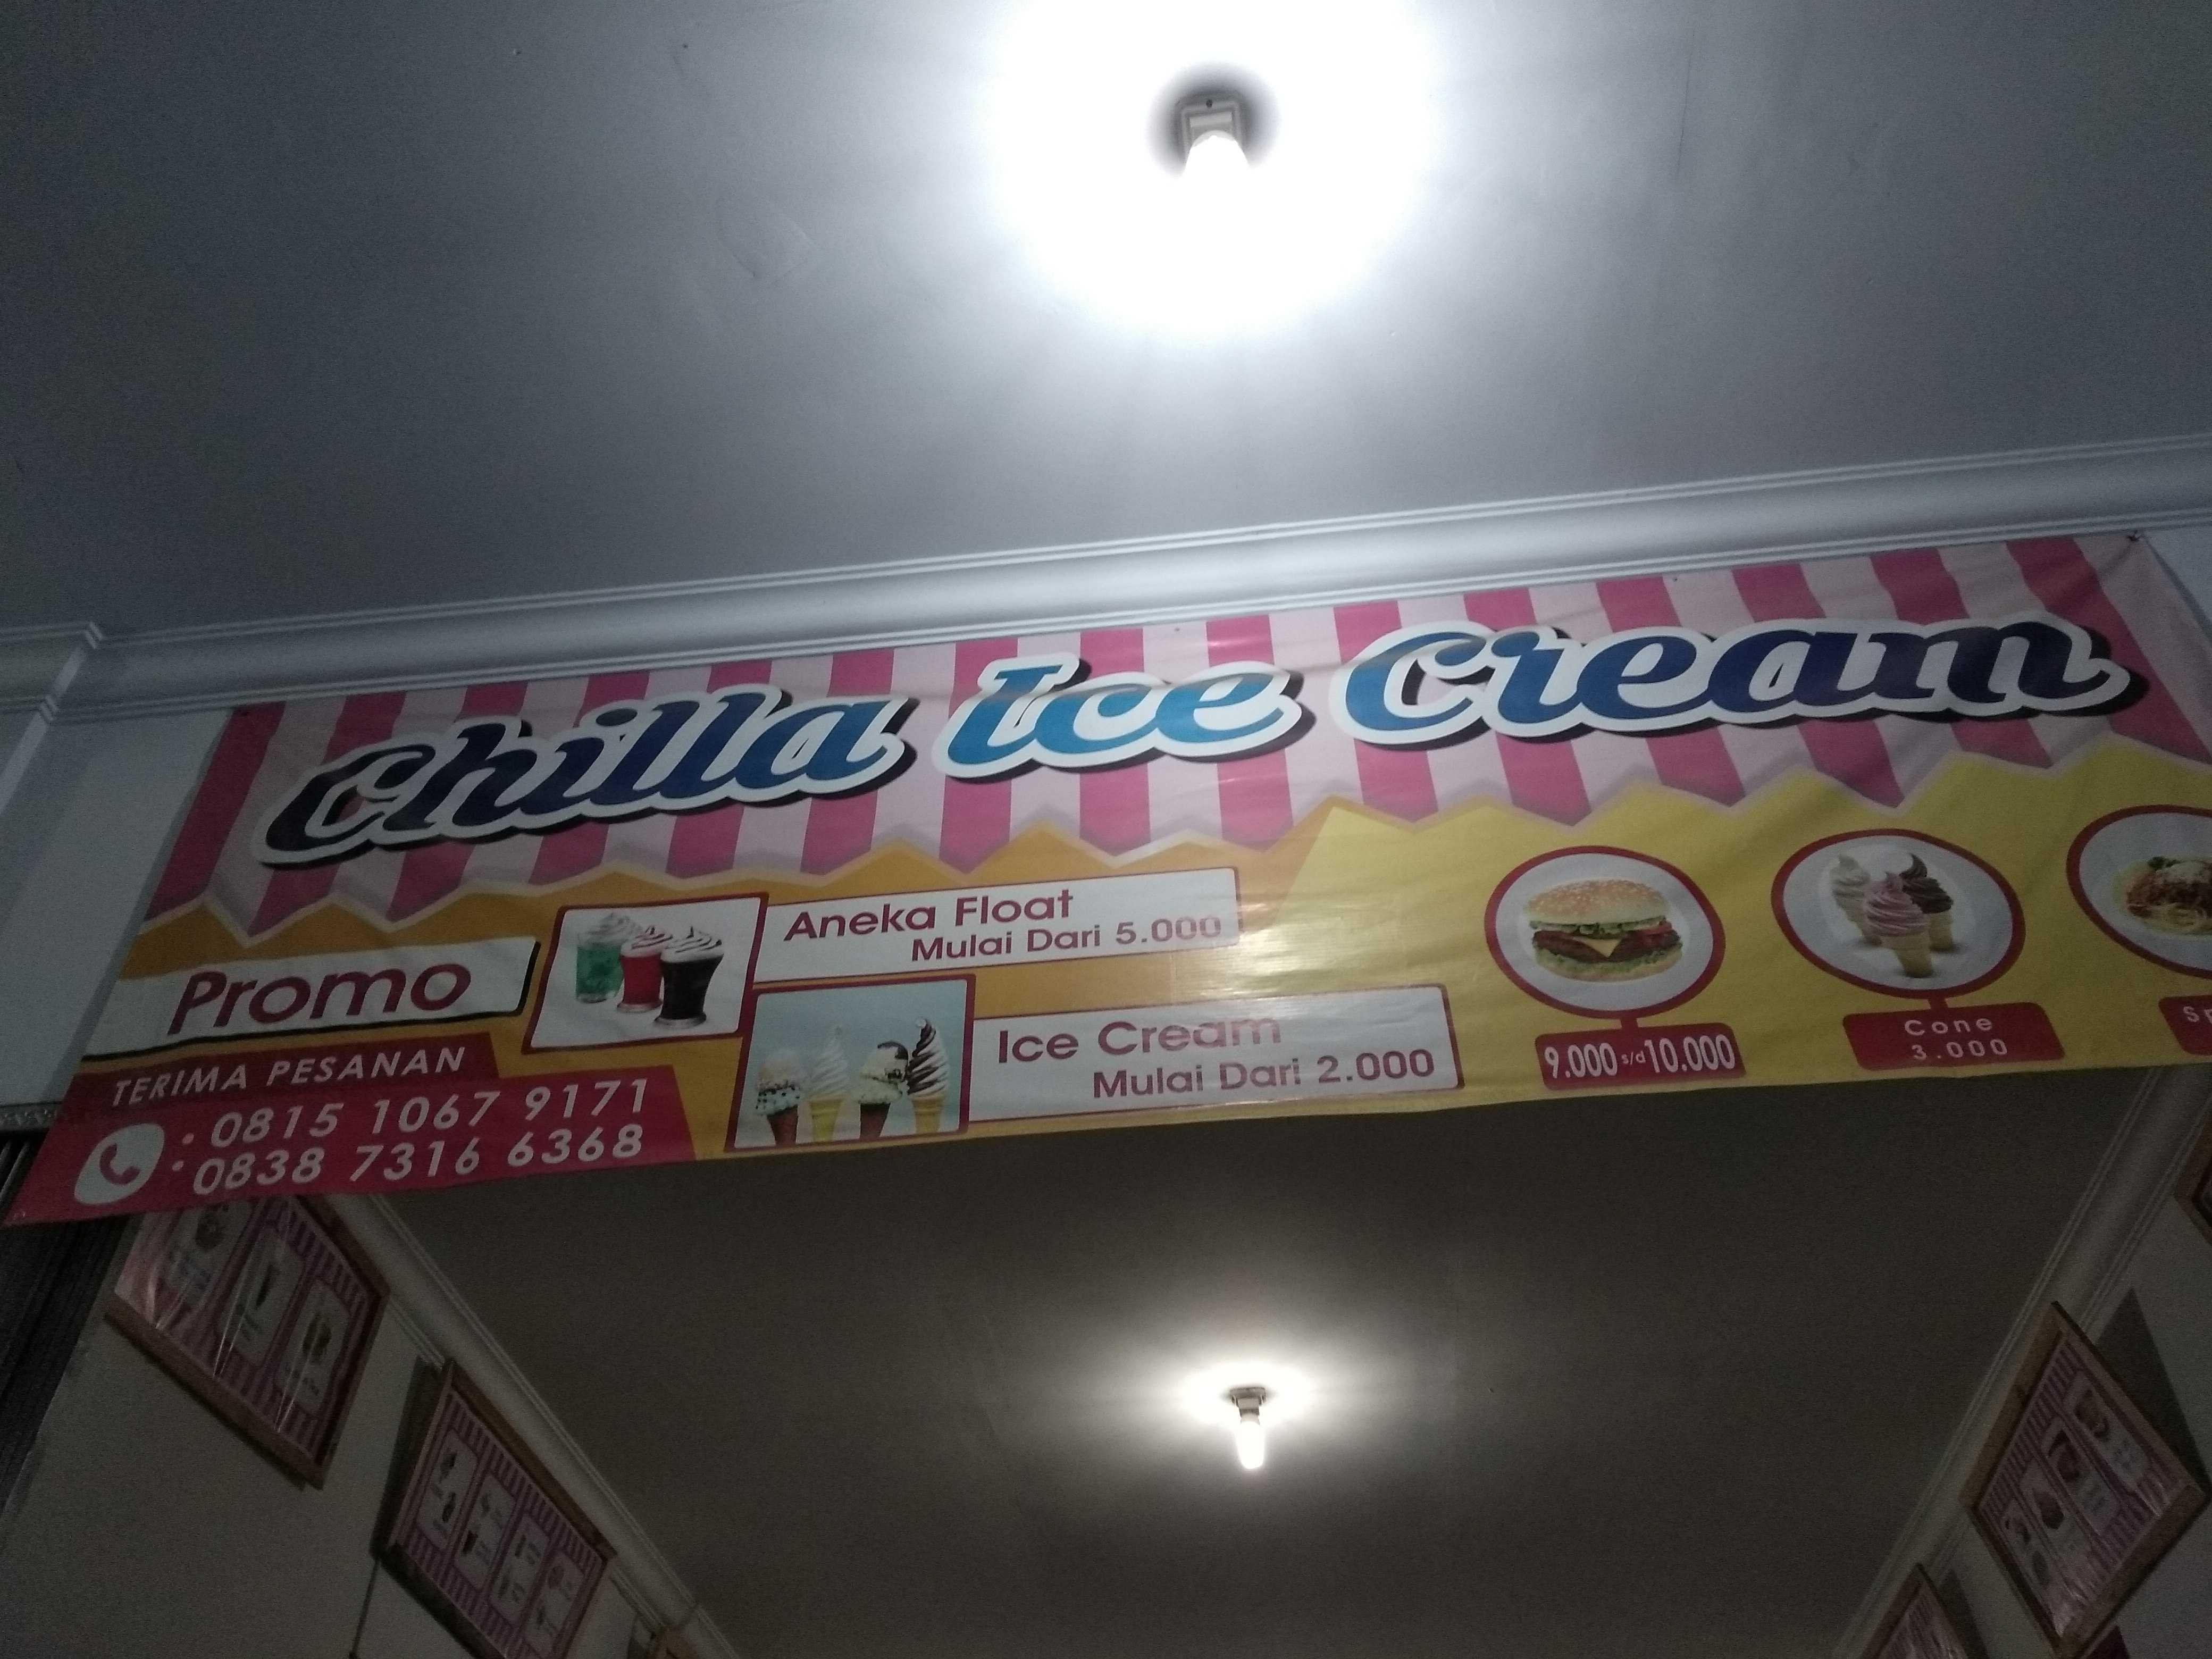 Chilla Ice Cream
Promo
Aneka Float
Mulai Dari 5.000
Ice Cream
Mulai Dari 2.000
TERIMA PESANAN
• 0815 1067 9171
• 0838 7316 6368
9.000 s/d 10.000
Cone
3.000